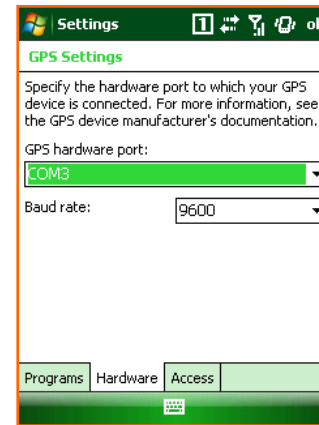 Settings
1
ok
GPS Settings
Specify the hardware port to which your GPS
device is connected. For more information, see
the GPS device manufacturer's documentation.
GPS hardware port:
COM3
Baud rate:
9600
Programs Hardware Access